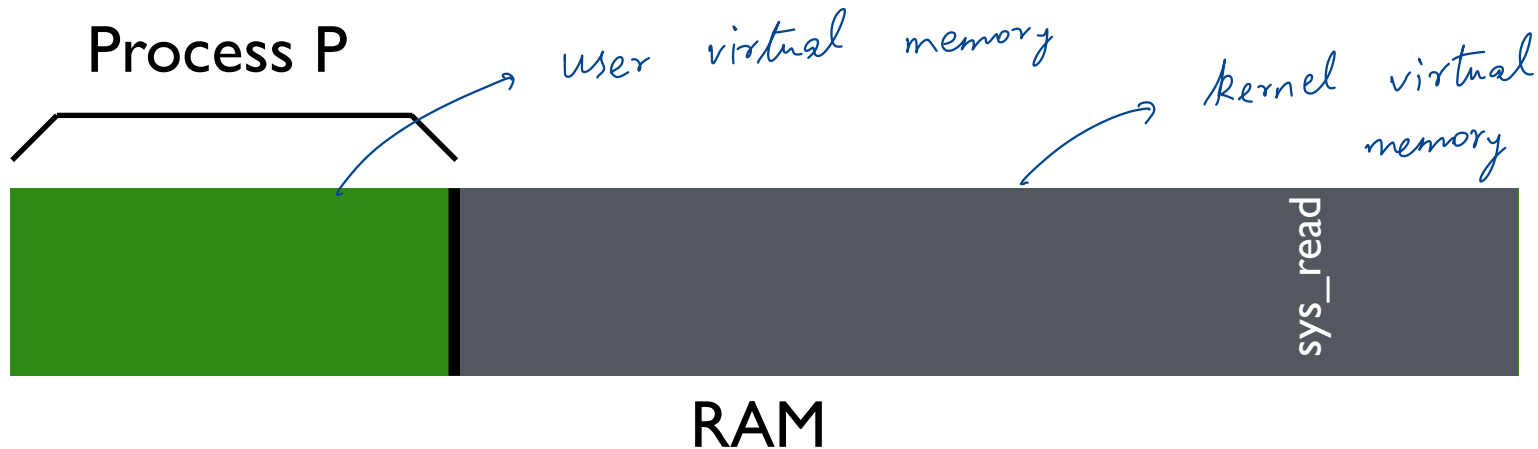 Process P
user virtual memory
kernel virtual
memory
sys_read
RAM